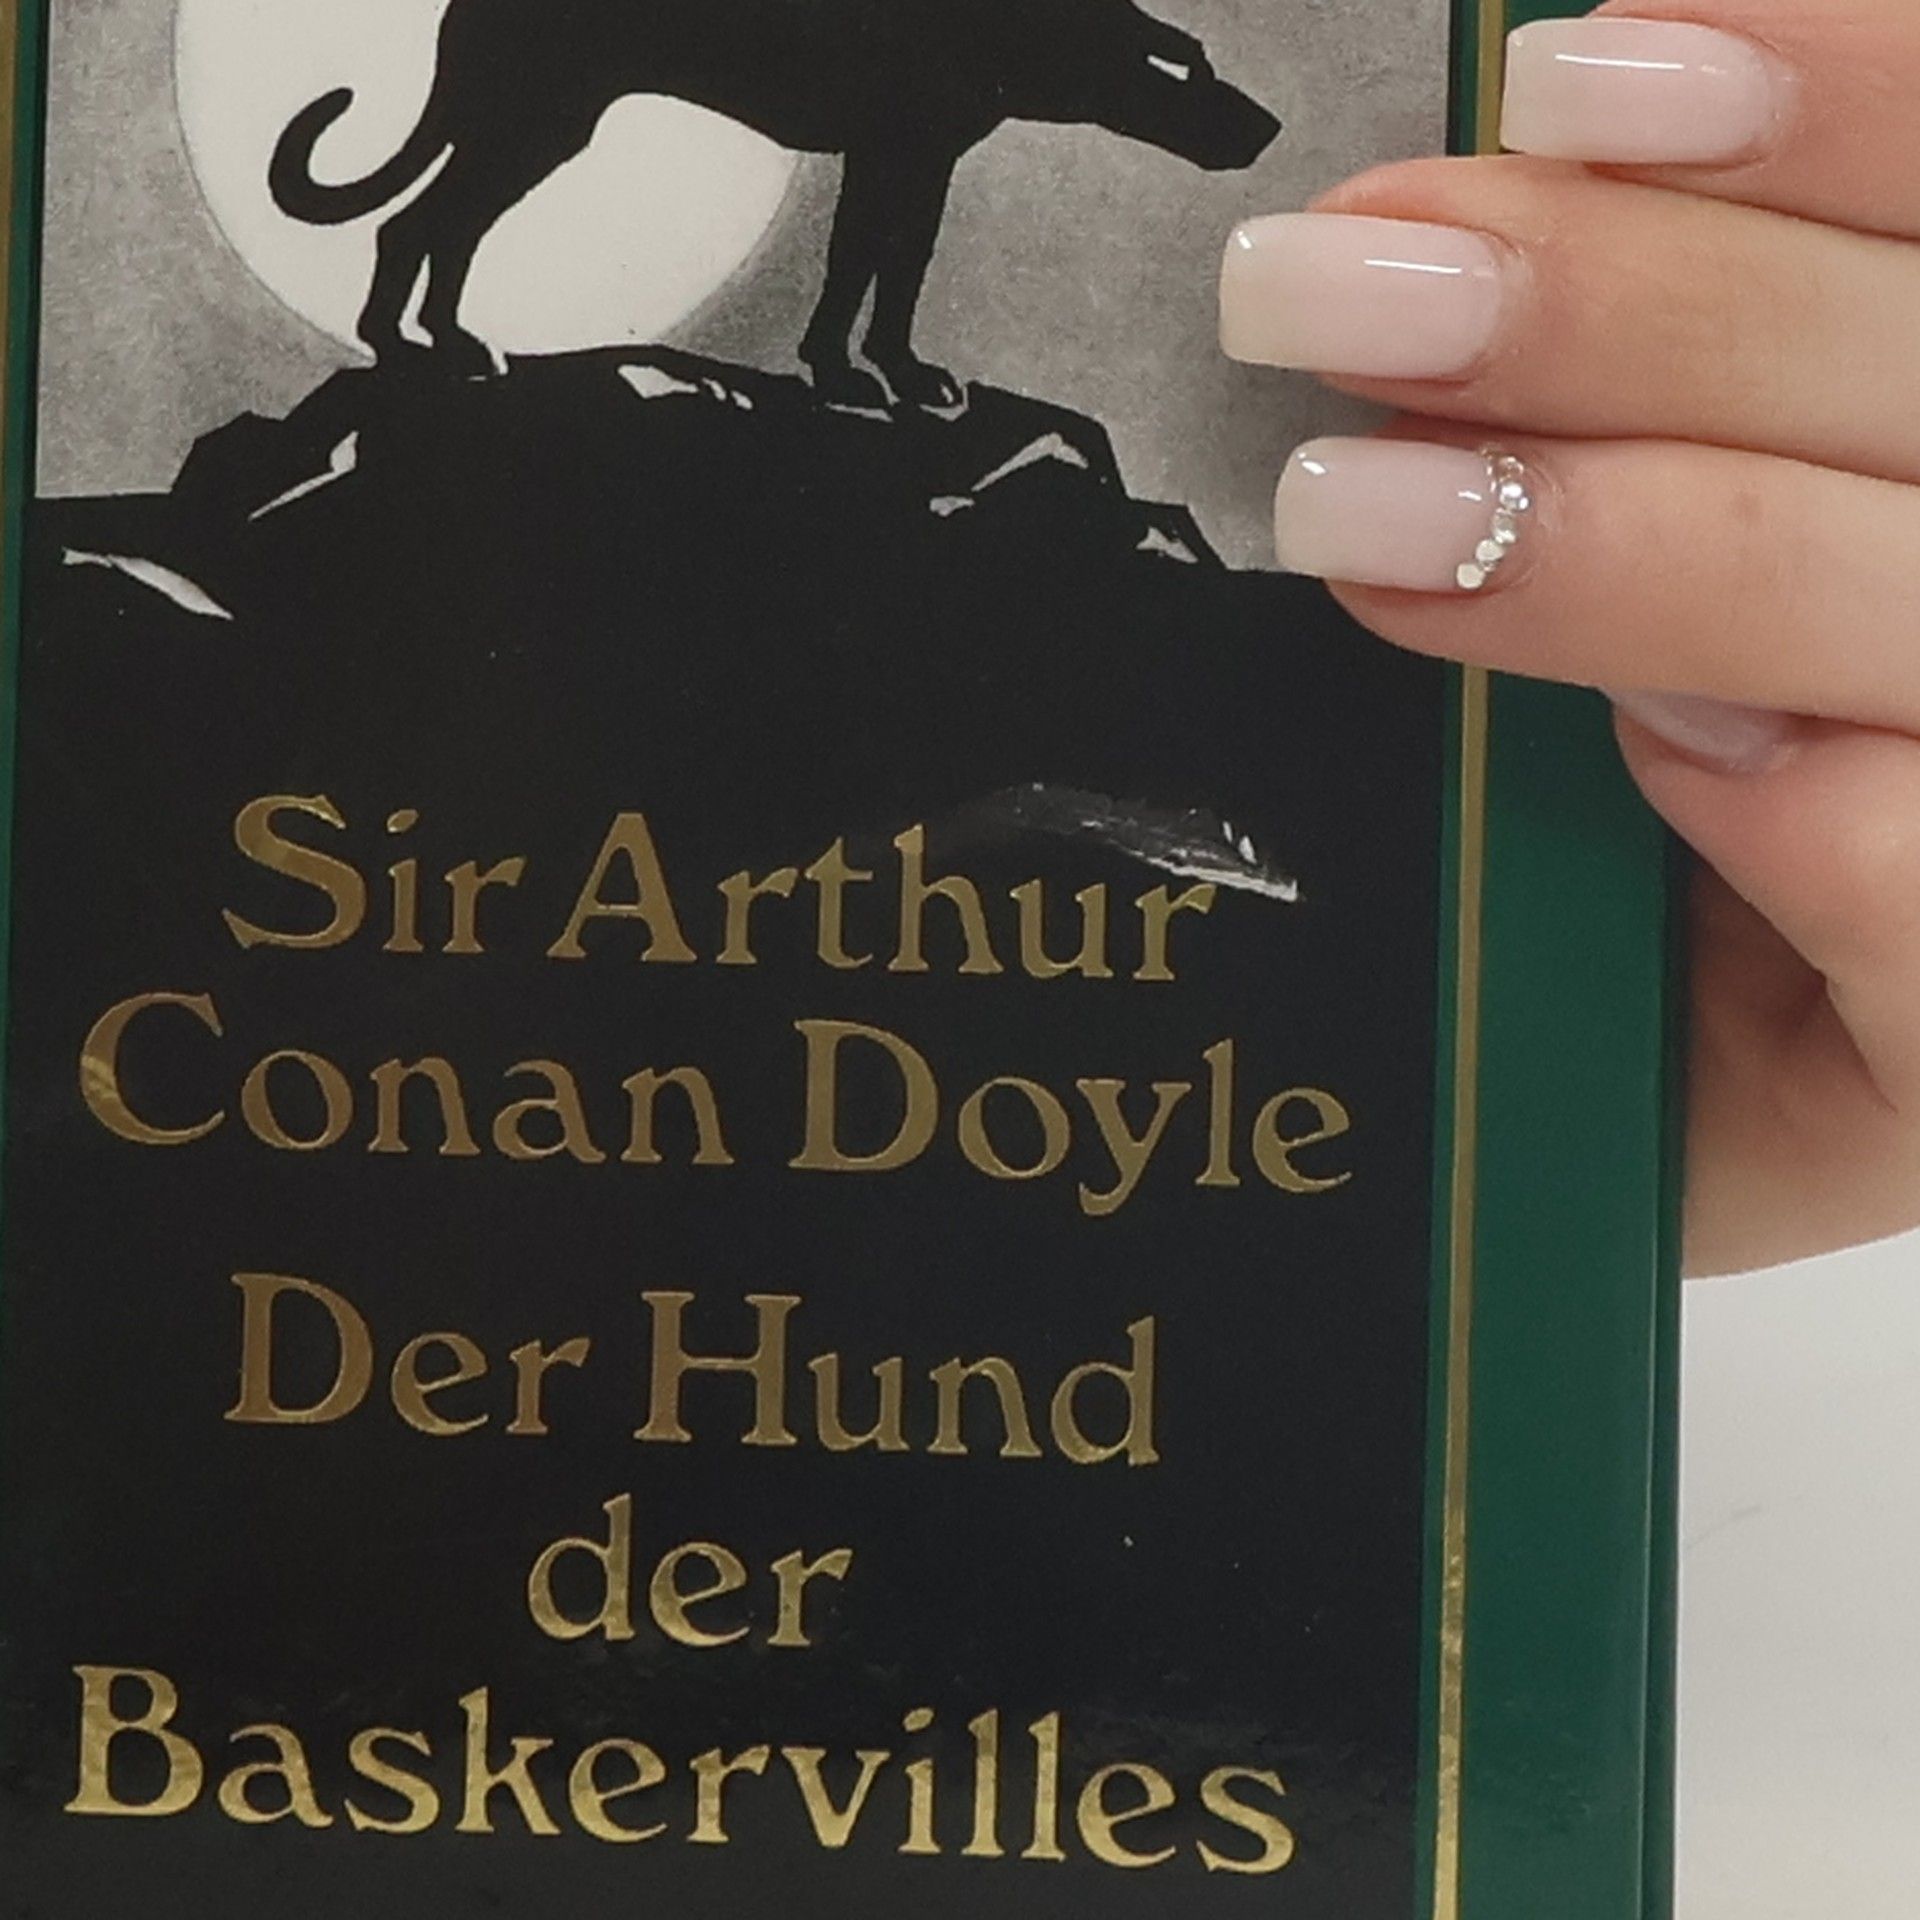 Sir Arthur
Conan Doyle
Der Hund
der
Baskervilles